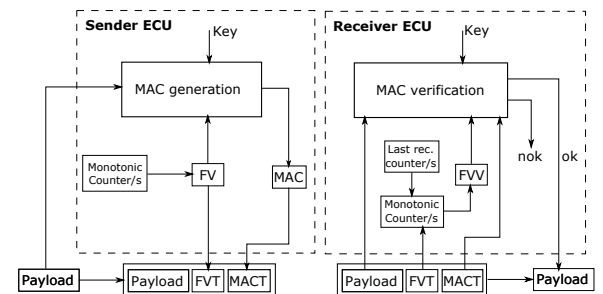 Sender ECU
Key
MAC generation
Monotonic
Counter/s
FV
MAC
Payload
Payload
FVT
MACT
Receiver ECU
Key
MAC verification
Last rec.
counter/s
FVV
Monotonic
Counter/s
nok
ok
Payload
FVT
MACT
Payload